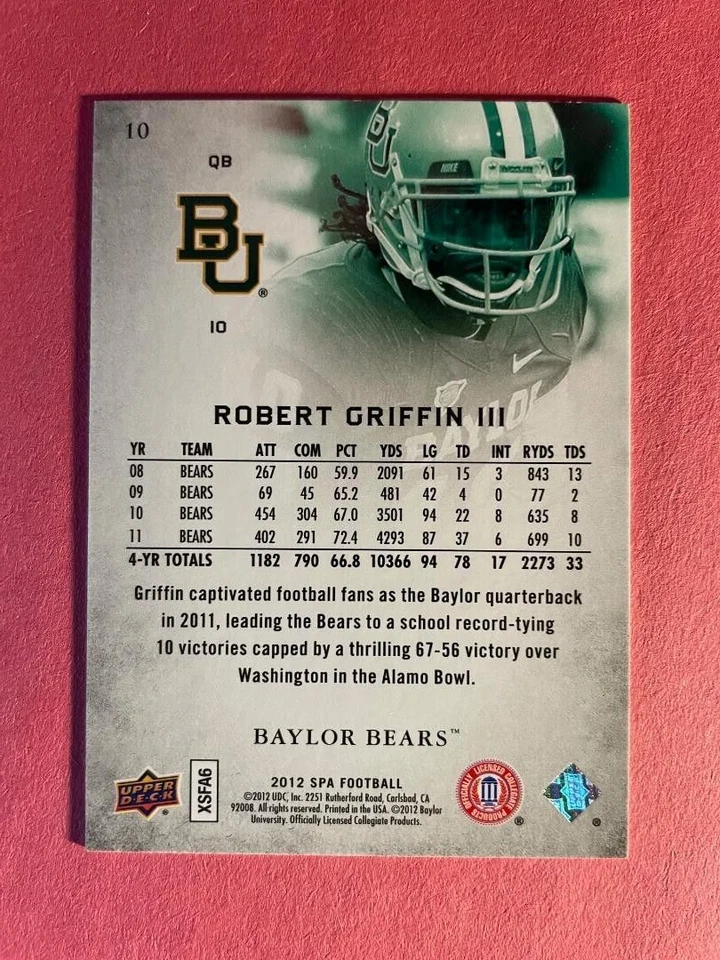 10
QB
BU
NIKE
BU®
10
BAYLOR
ROBERT GRIFFIN III
YR TEAM ATT COM PCT YDS LG TD INT RYDS TDS
08 BEARS 267 160 59.9 2091 61 15 3 843 13
09 BEARS 69 45 65.2 481 42 4 0 77 2
10 BEARS 454 304 67.0 3501 94 22 8 635 8
11 BEARS 402 291 72.4 4293 87 37 6 699 10
4-YR TOTALS 1182 790 66.8 10366 94 78 17 2273 33
Griffin captivated football fans as the Baylor quarterback
in 2011, leading the Bears to a school record-tying
10 victories capped by a thrilling 67-56 victory over
Washington in the Alamo Bowl.
BAYLOR BEARS™
UPPER
D·E·C·K
®
XSFA6
2012 SPA FOOTBALL
©2012 UDC, Inc. 2251 Rutherford Road, Carlsbad, CA
92008. All rights reserved. Printed in the USA. ©2012 Baylor
University. Officially Licensed Collegiate Products.
OFFICIALLY LICENSED COLLEGIATE PRODUCTS
®
®